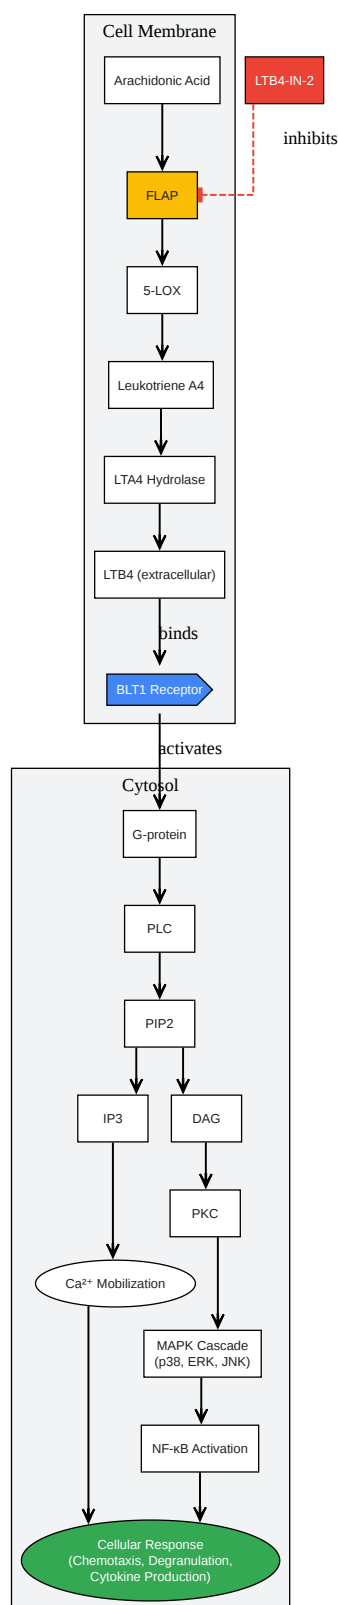 Cell Membrane
Arachidonic Acid
LTB4-IN-2
inhibits
FLAP
5-LOX
Leukotriene A4
LTA4 Hydrolase
LTB4 (extracellular)
binds
BLT1 Receptor
activates
Cytosol
G-protein
PLC
PIP2
IP3
DAG
PKC
Ca²⁺ Mobilization
MAPK Cascade
(p38, ERK, JNK)
NF-κB Activation
Cellular Response
(Chemotaxis, Degranulation,
Cytokine Production)